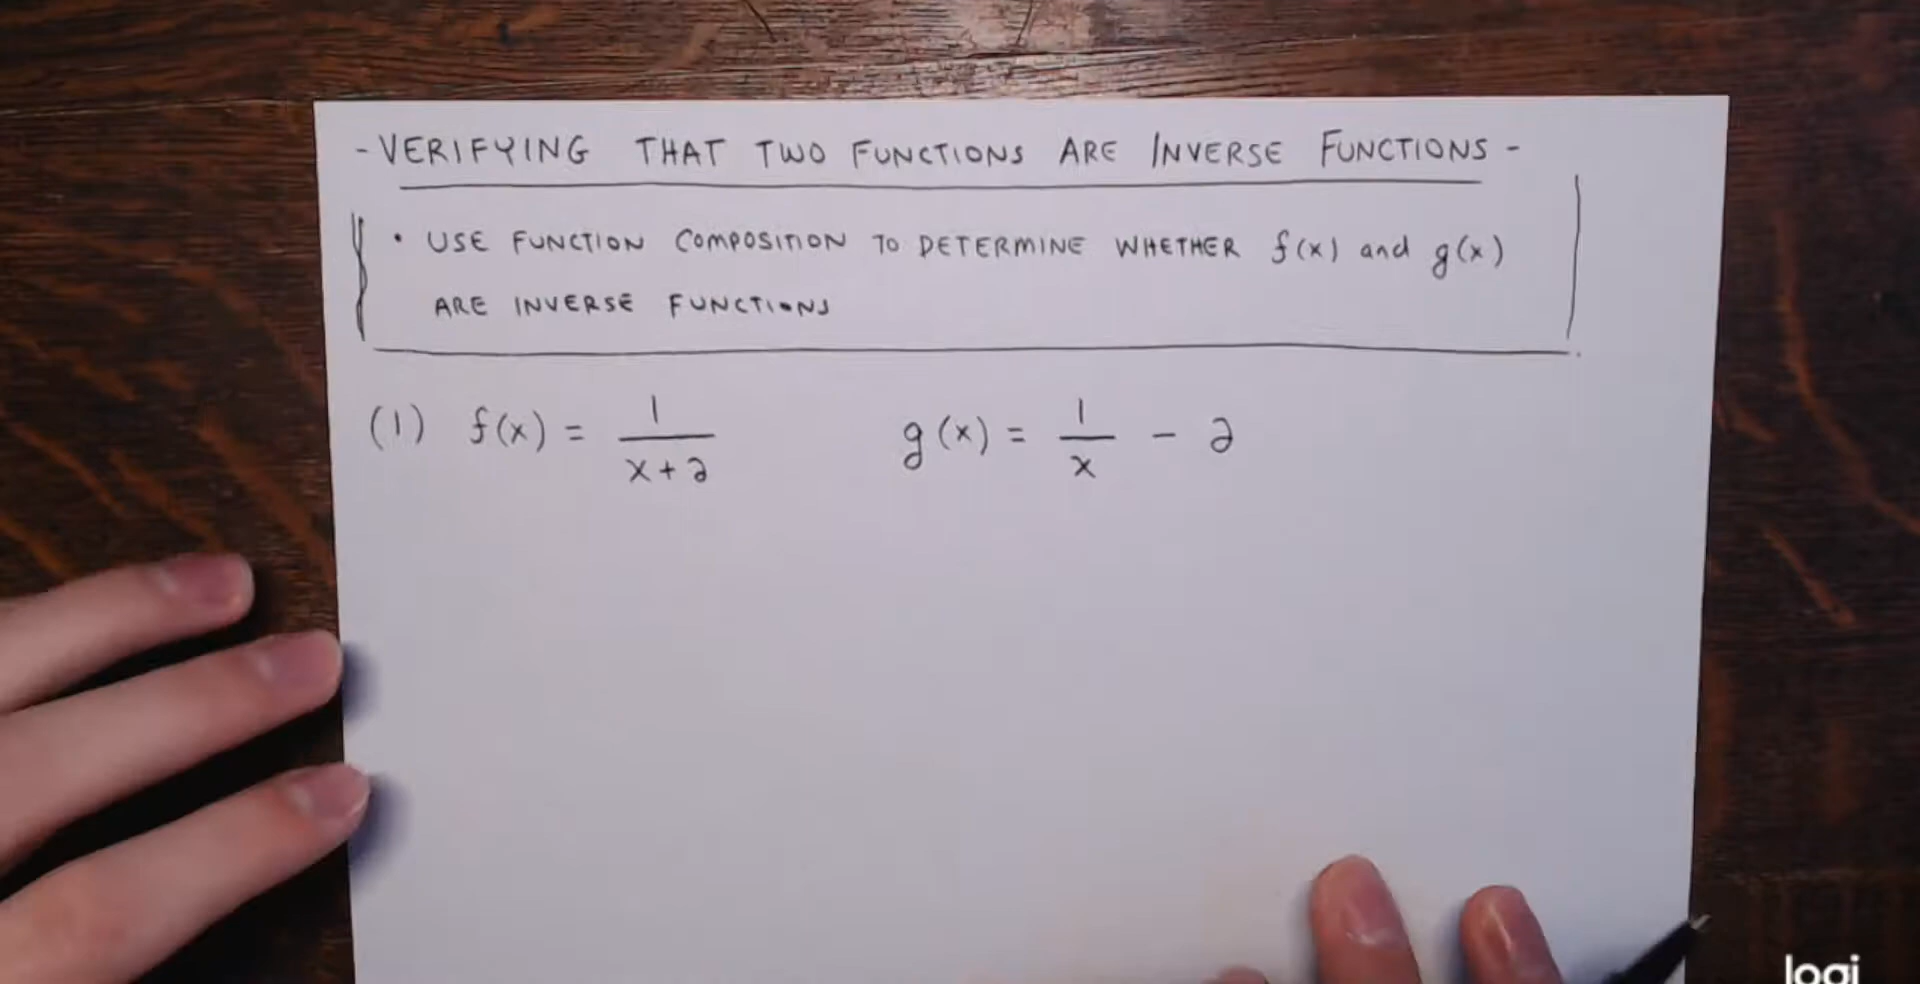 - VERIFYING THAT TWO FUNCTIONS ARE INVERSE FUNCTIONS -
• USE FUNCTION COMPOSITION TO DETERMINE WHETHER f(x) and g(x)
ARE INVERSE FUNCTIONS
(1) f(x) = 1/(x+2) g(x) = 1/x - 2
logi